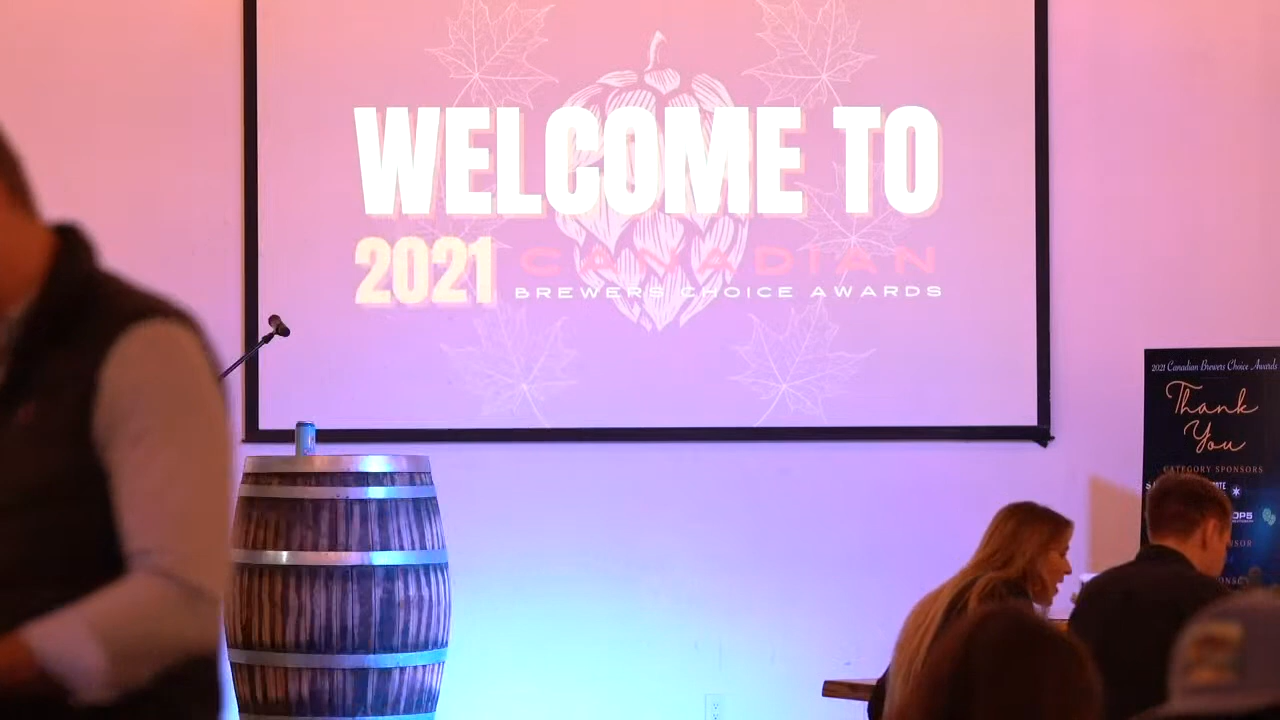 WELCOME TO
2021 CANADIAN
BREWERS CHOICE AWARDS
2021 Canadian Brewers Choice Awards
Thank
You
CATEGORY SPONSORS